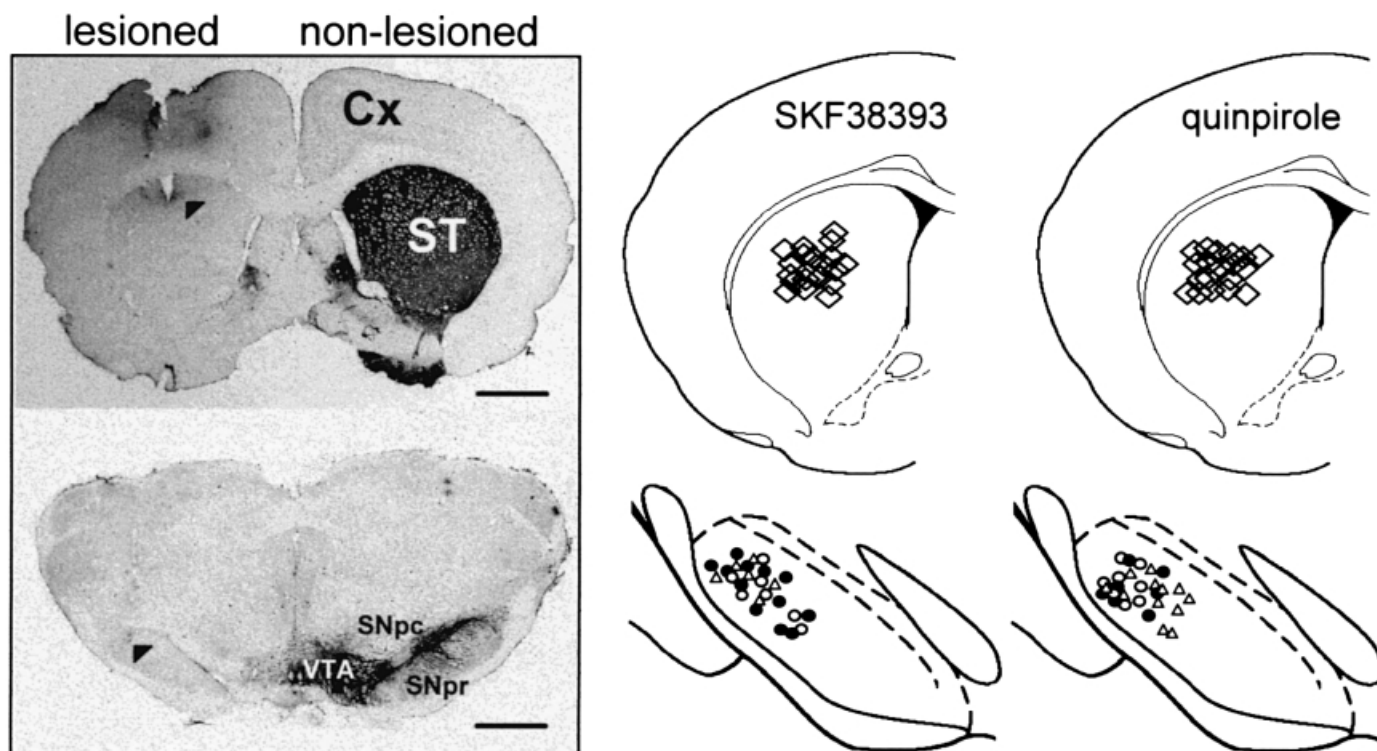 lesioned non-lesioned
Cx
ST
SNpc
VTA
SNpr
SKF38393 quinpirole